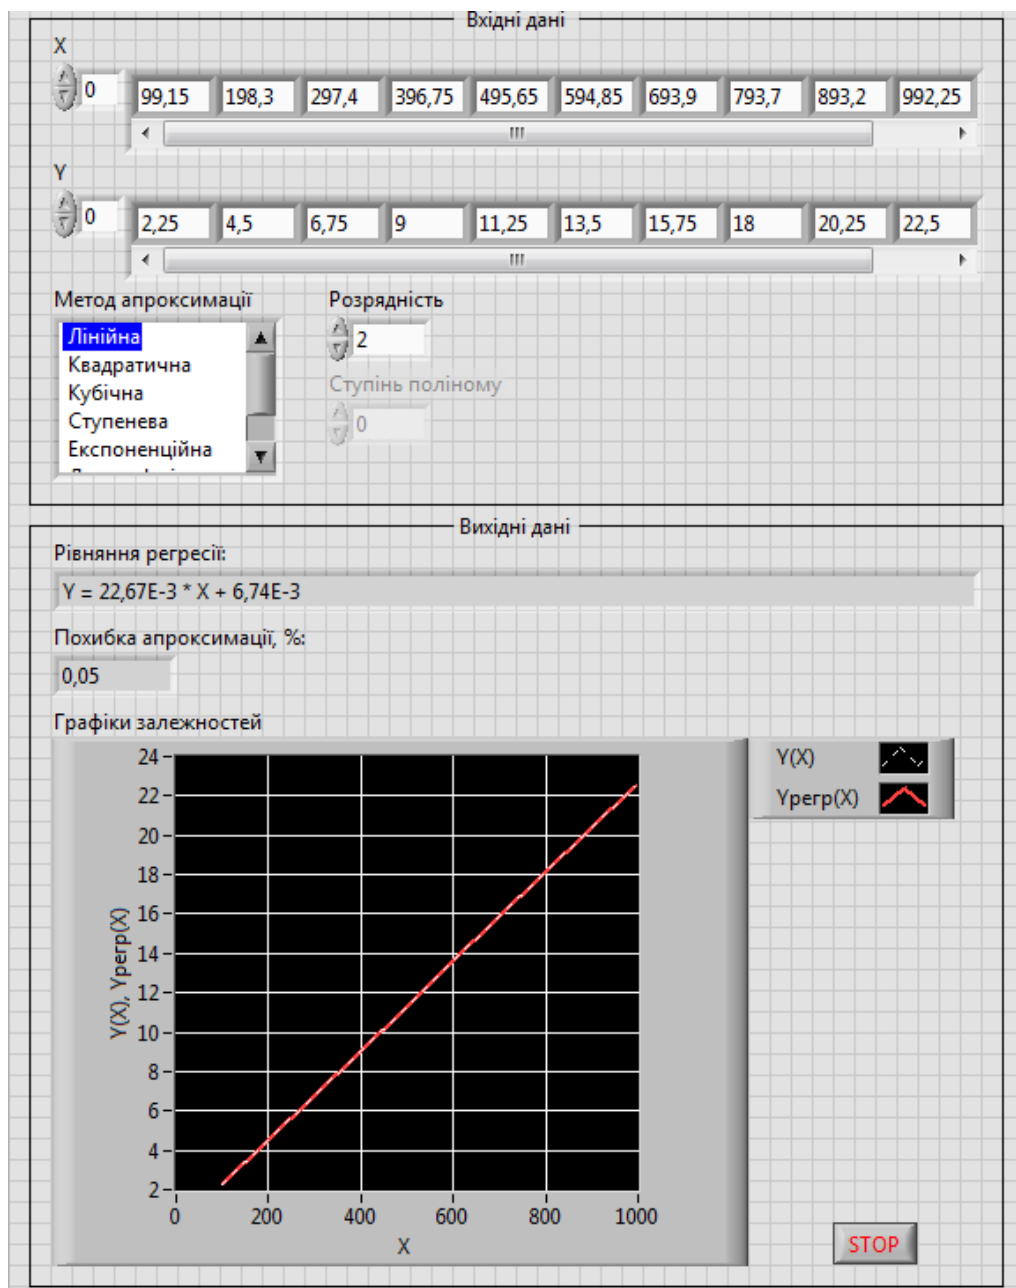 Вхідні дані
X
0 99,15 198,3 297,4 396,75 495,65 594,85 693,9 793,7 893,2 992,25
Y
0 2,25 4,5 6,75 9 11,25 13,5 15,75 18 20,25 22,5
Метод апроксимації Розрядність
Лінійна 2
Квадратична
Ступінь поліному
Кубічна
Ступенева 0
Експоненційна
Вихідні дані
Рівняння регресії:
Y = 22,67E-3 * X + 6,74E-3
Похибка апроксимації, %:
0,05
Графіки залежностей
Y(X)
Yрегр(X)
Y(X), Yрегр(X)
24
22
20
18
16
14
12
10
8
6
4
2
0 200 400 600 800 1000
X
STOP